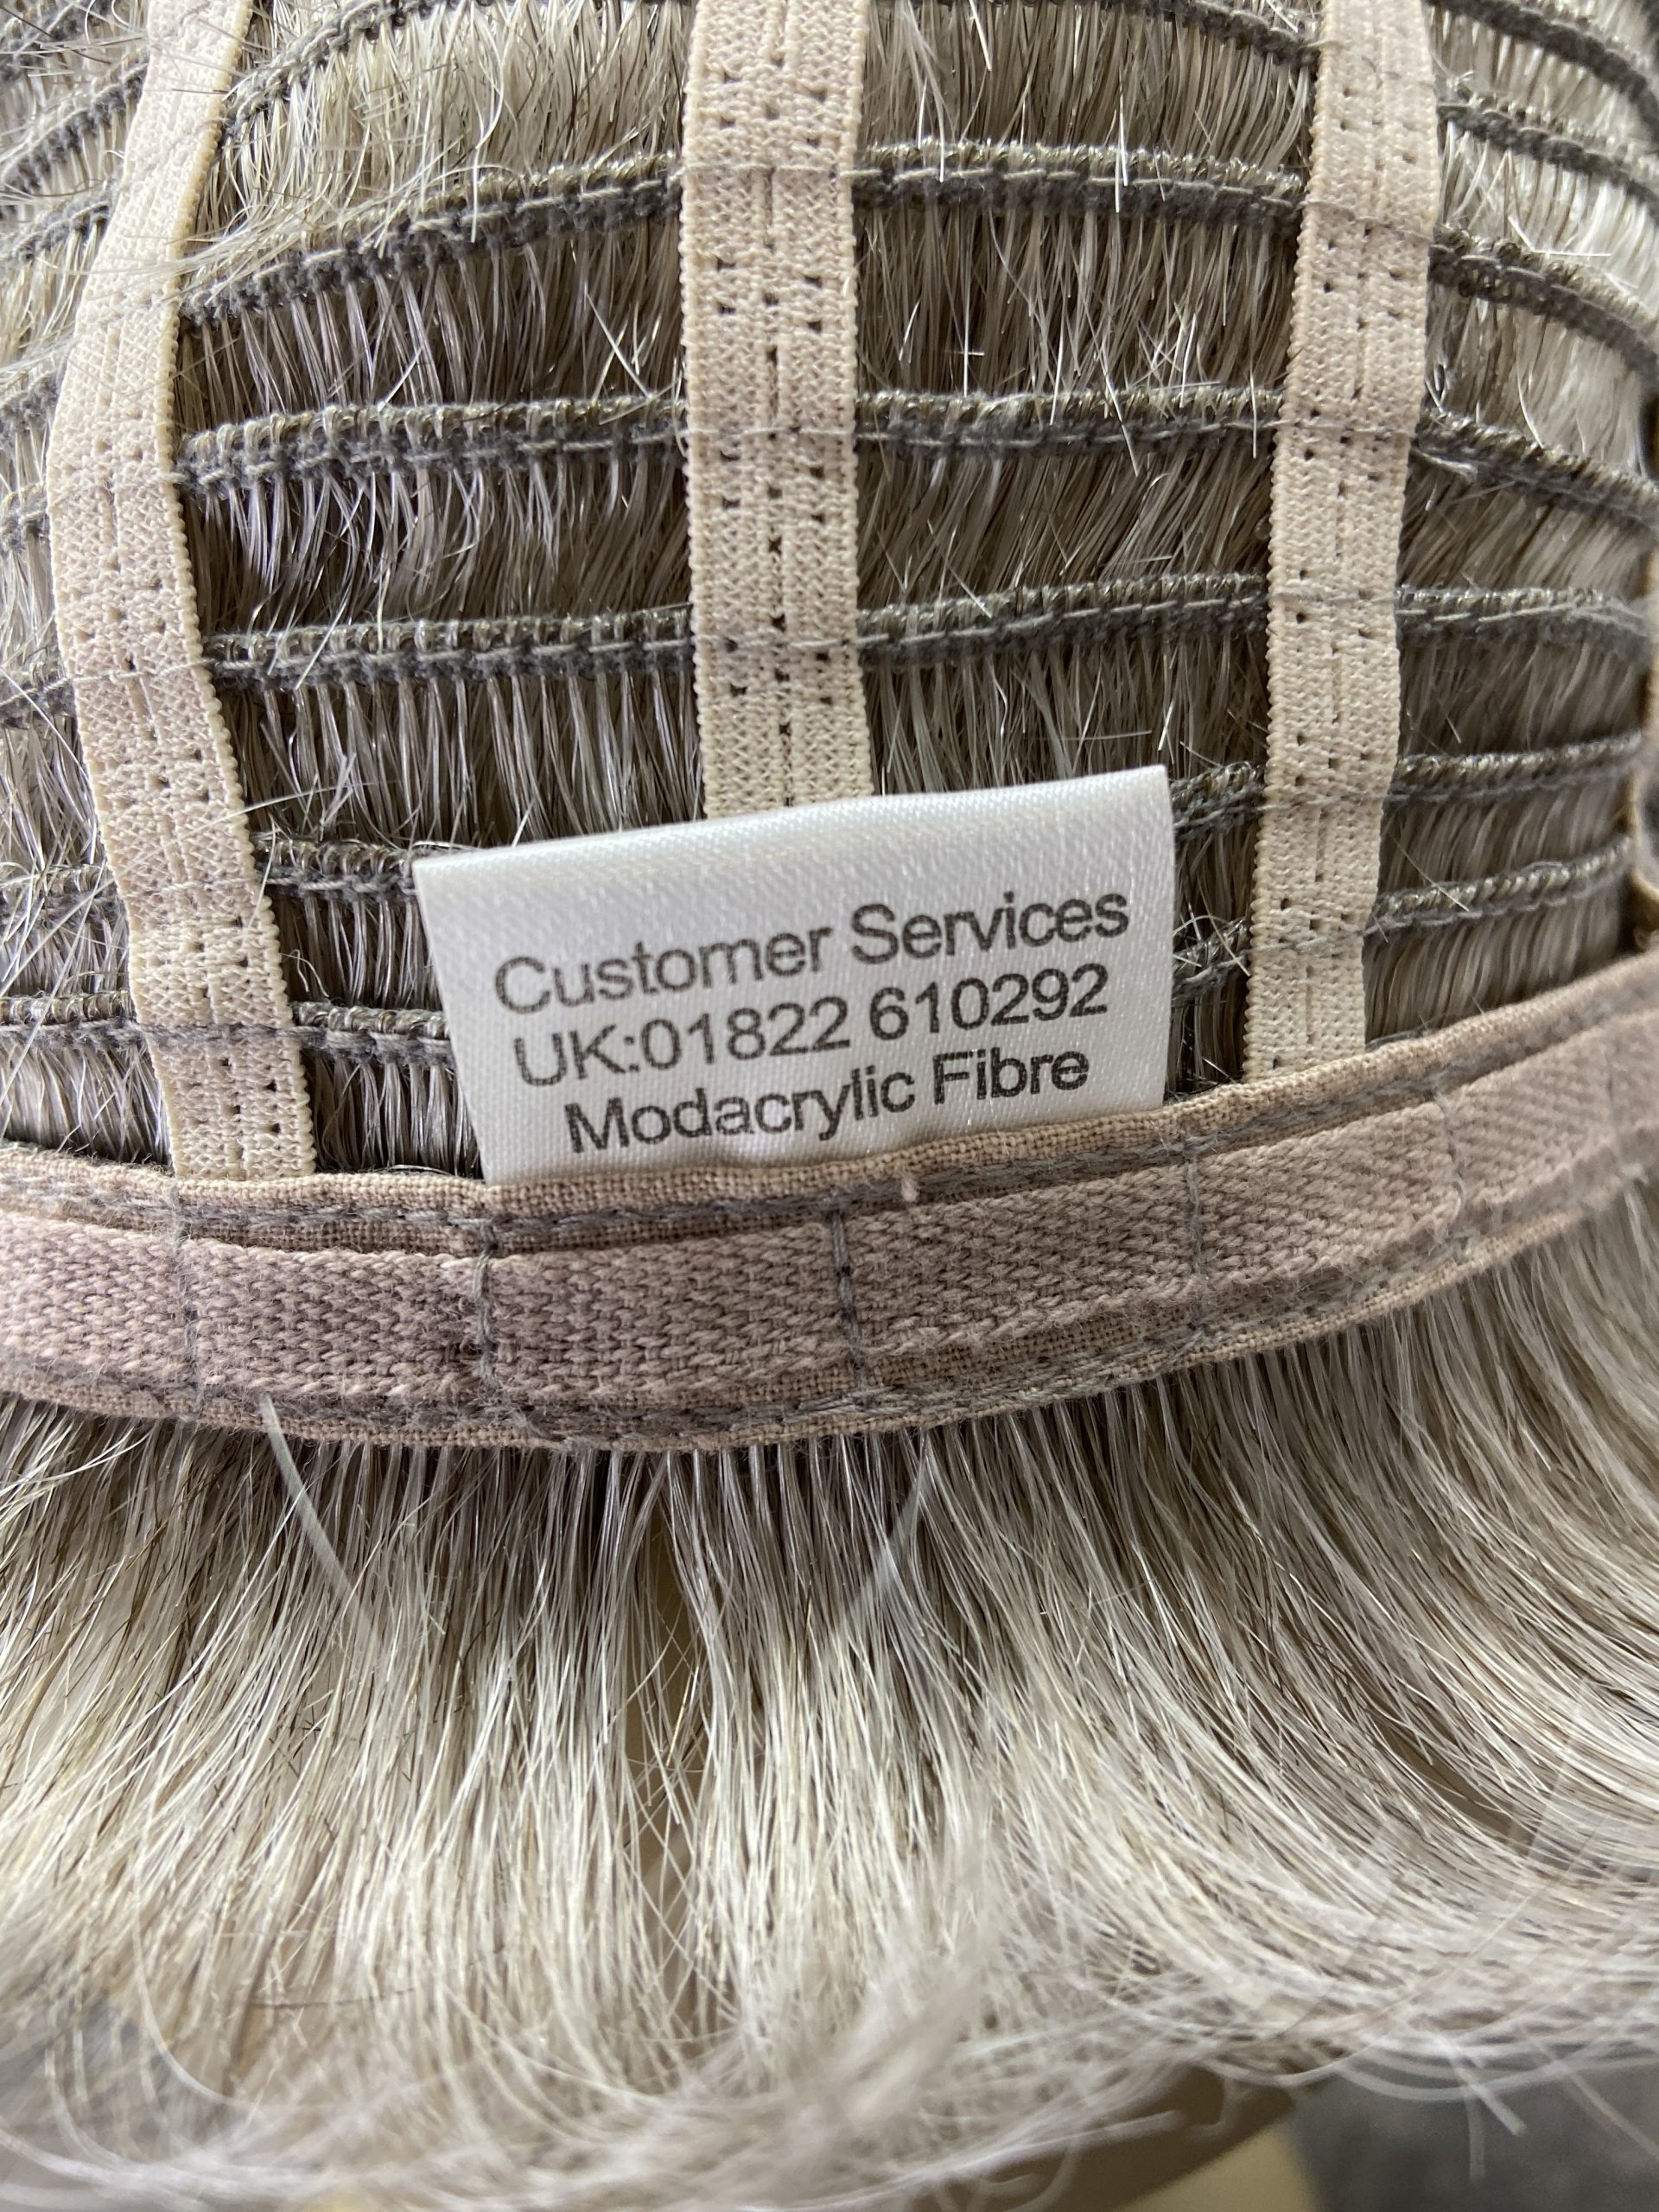 Customer Services
UK:01822 610292
Modacrylic Fibre